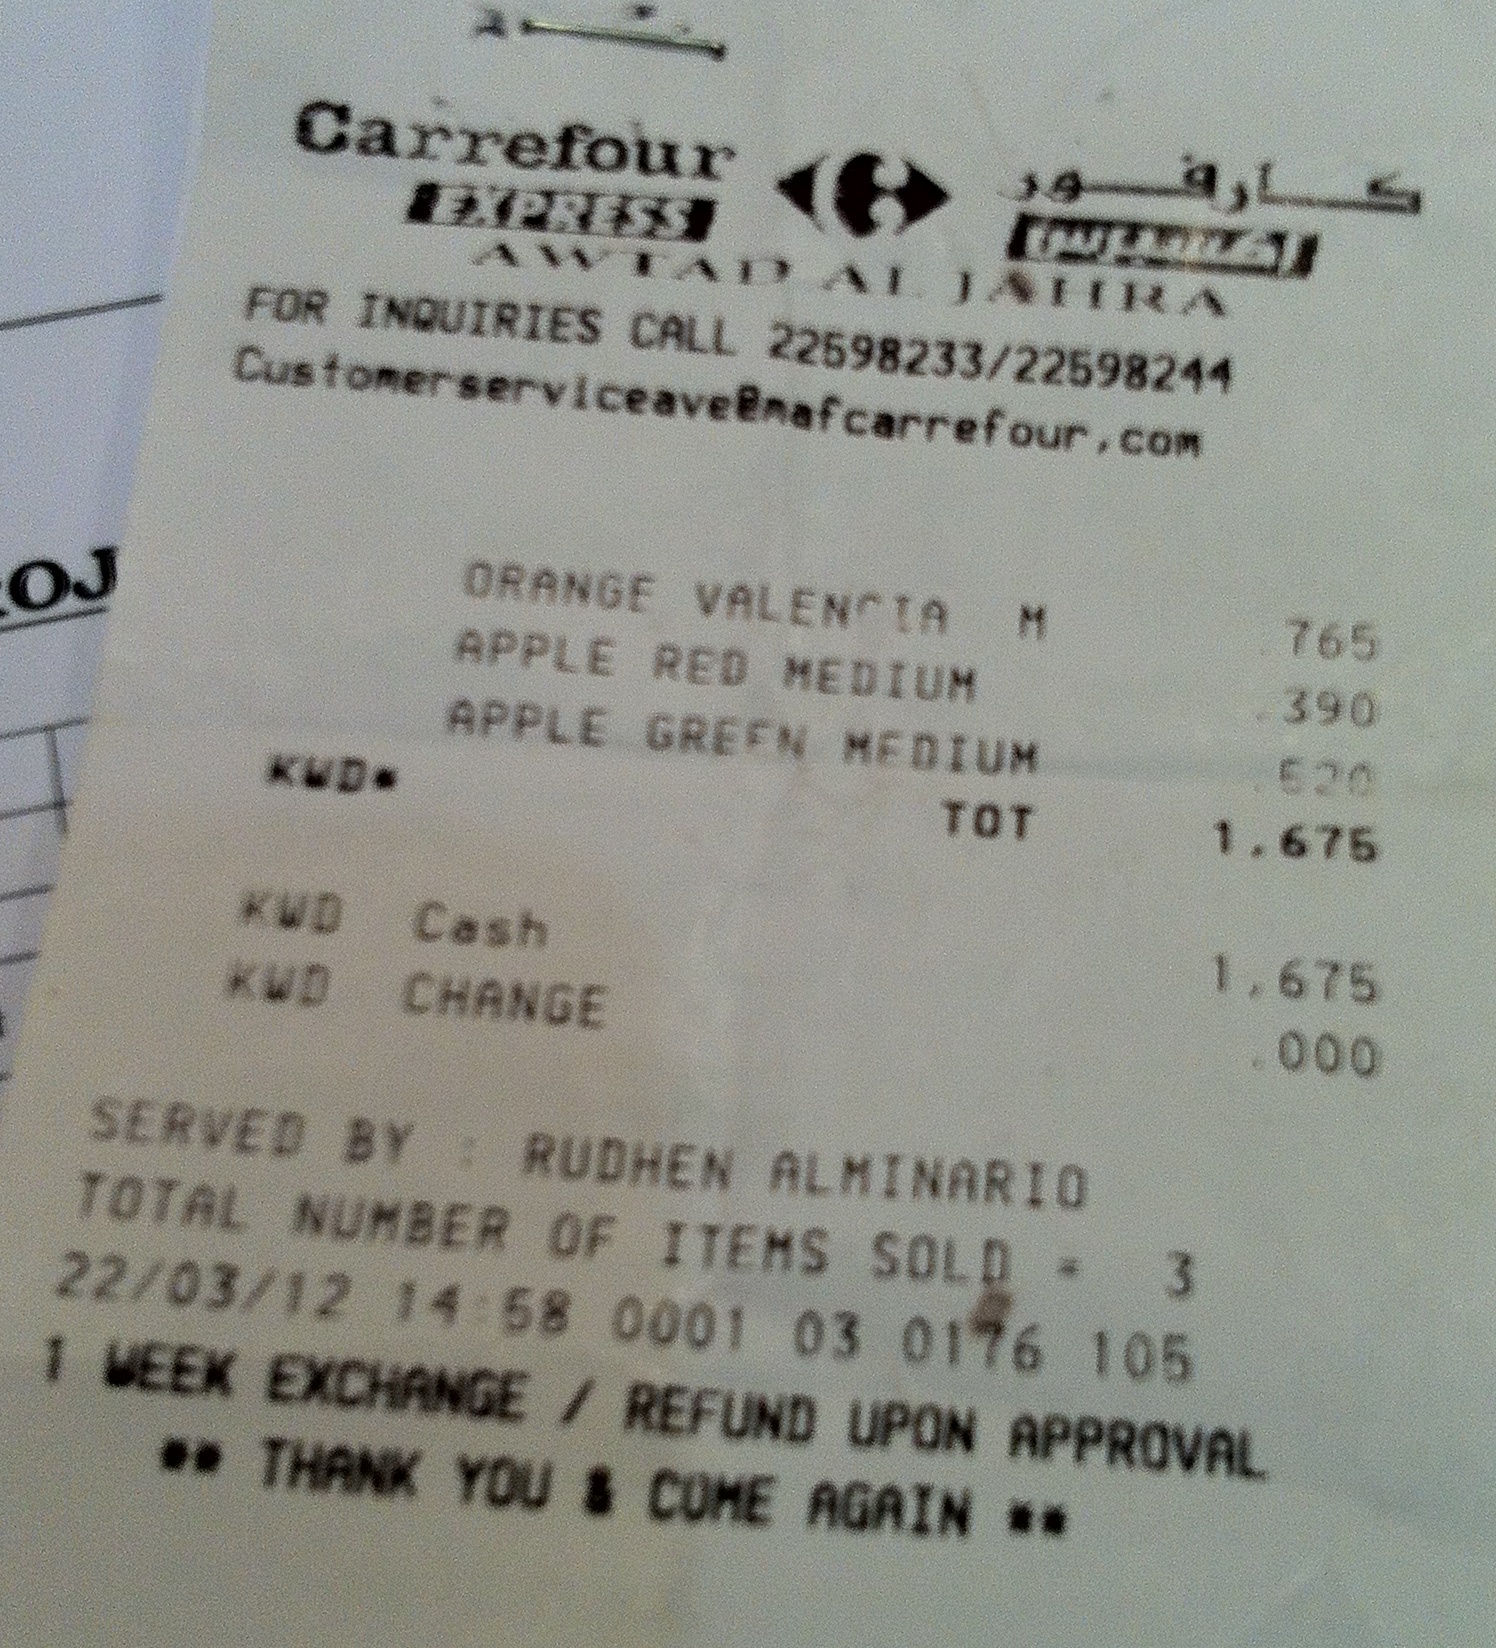 Carrefour كارفور
EXPRESS
AWTAD AL JAHRA
FOR INQUIRIES CALL 22598233/22598244
Customerserviceave@mafcarrefour.com
ORANGE VALENCIA M .765
APPLE RED MEDIUM .390
APPLE GREEN MEDIUM .520
KWD* TOT 1.675
KWD Cash 1.675
KWD CHANGE .000
SERVED BY : RUDHEN ALMINARIO
TOTAL NUMBER OF ITEMS SOLD = 3
22/03/12 14:58 0001 03 0176 105
1 WEEK EXCHANGE / REFUND UPON APPROVAL
** THANK YOU & COME AGAIN **